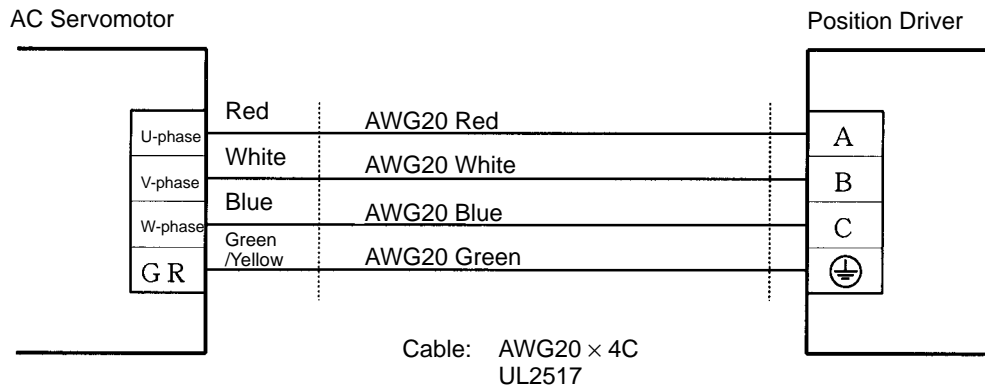 AC Servomotor
Position Driver
Red
AWG20 Red
U-phase
A
White
AWG20 White
V-phase
B
Blue
AWG20 Blue
W-phase
C
Green
/Yellow
AWG20 Green
GR
Cable: AWG20 × 4C
UL2517